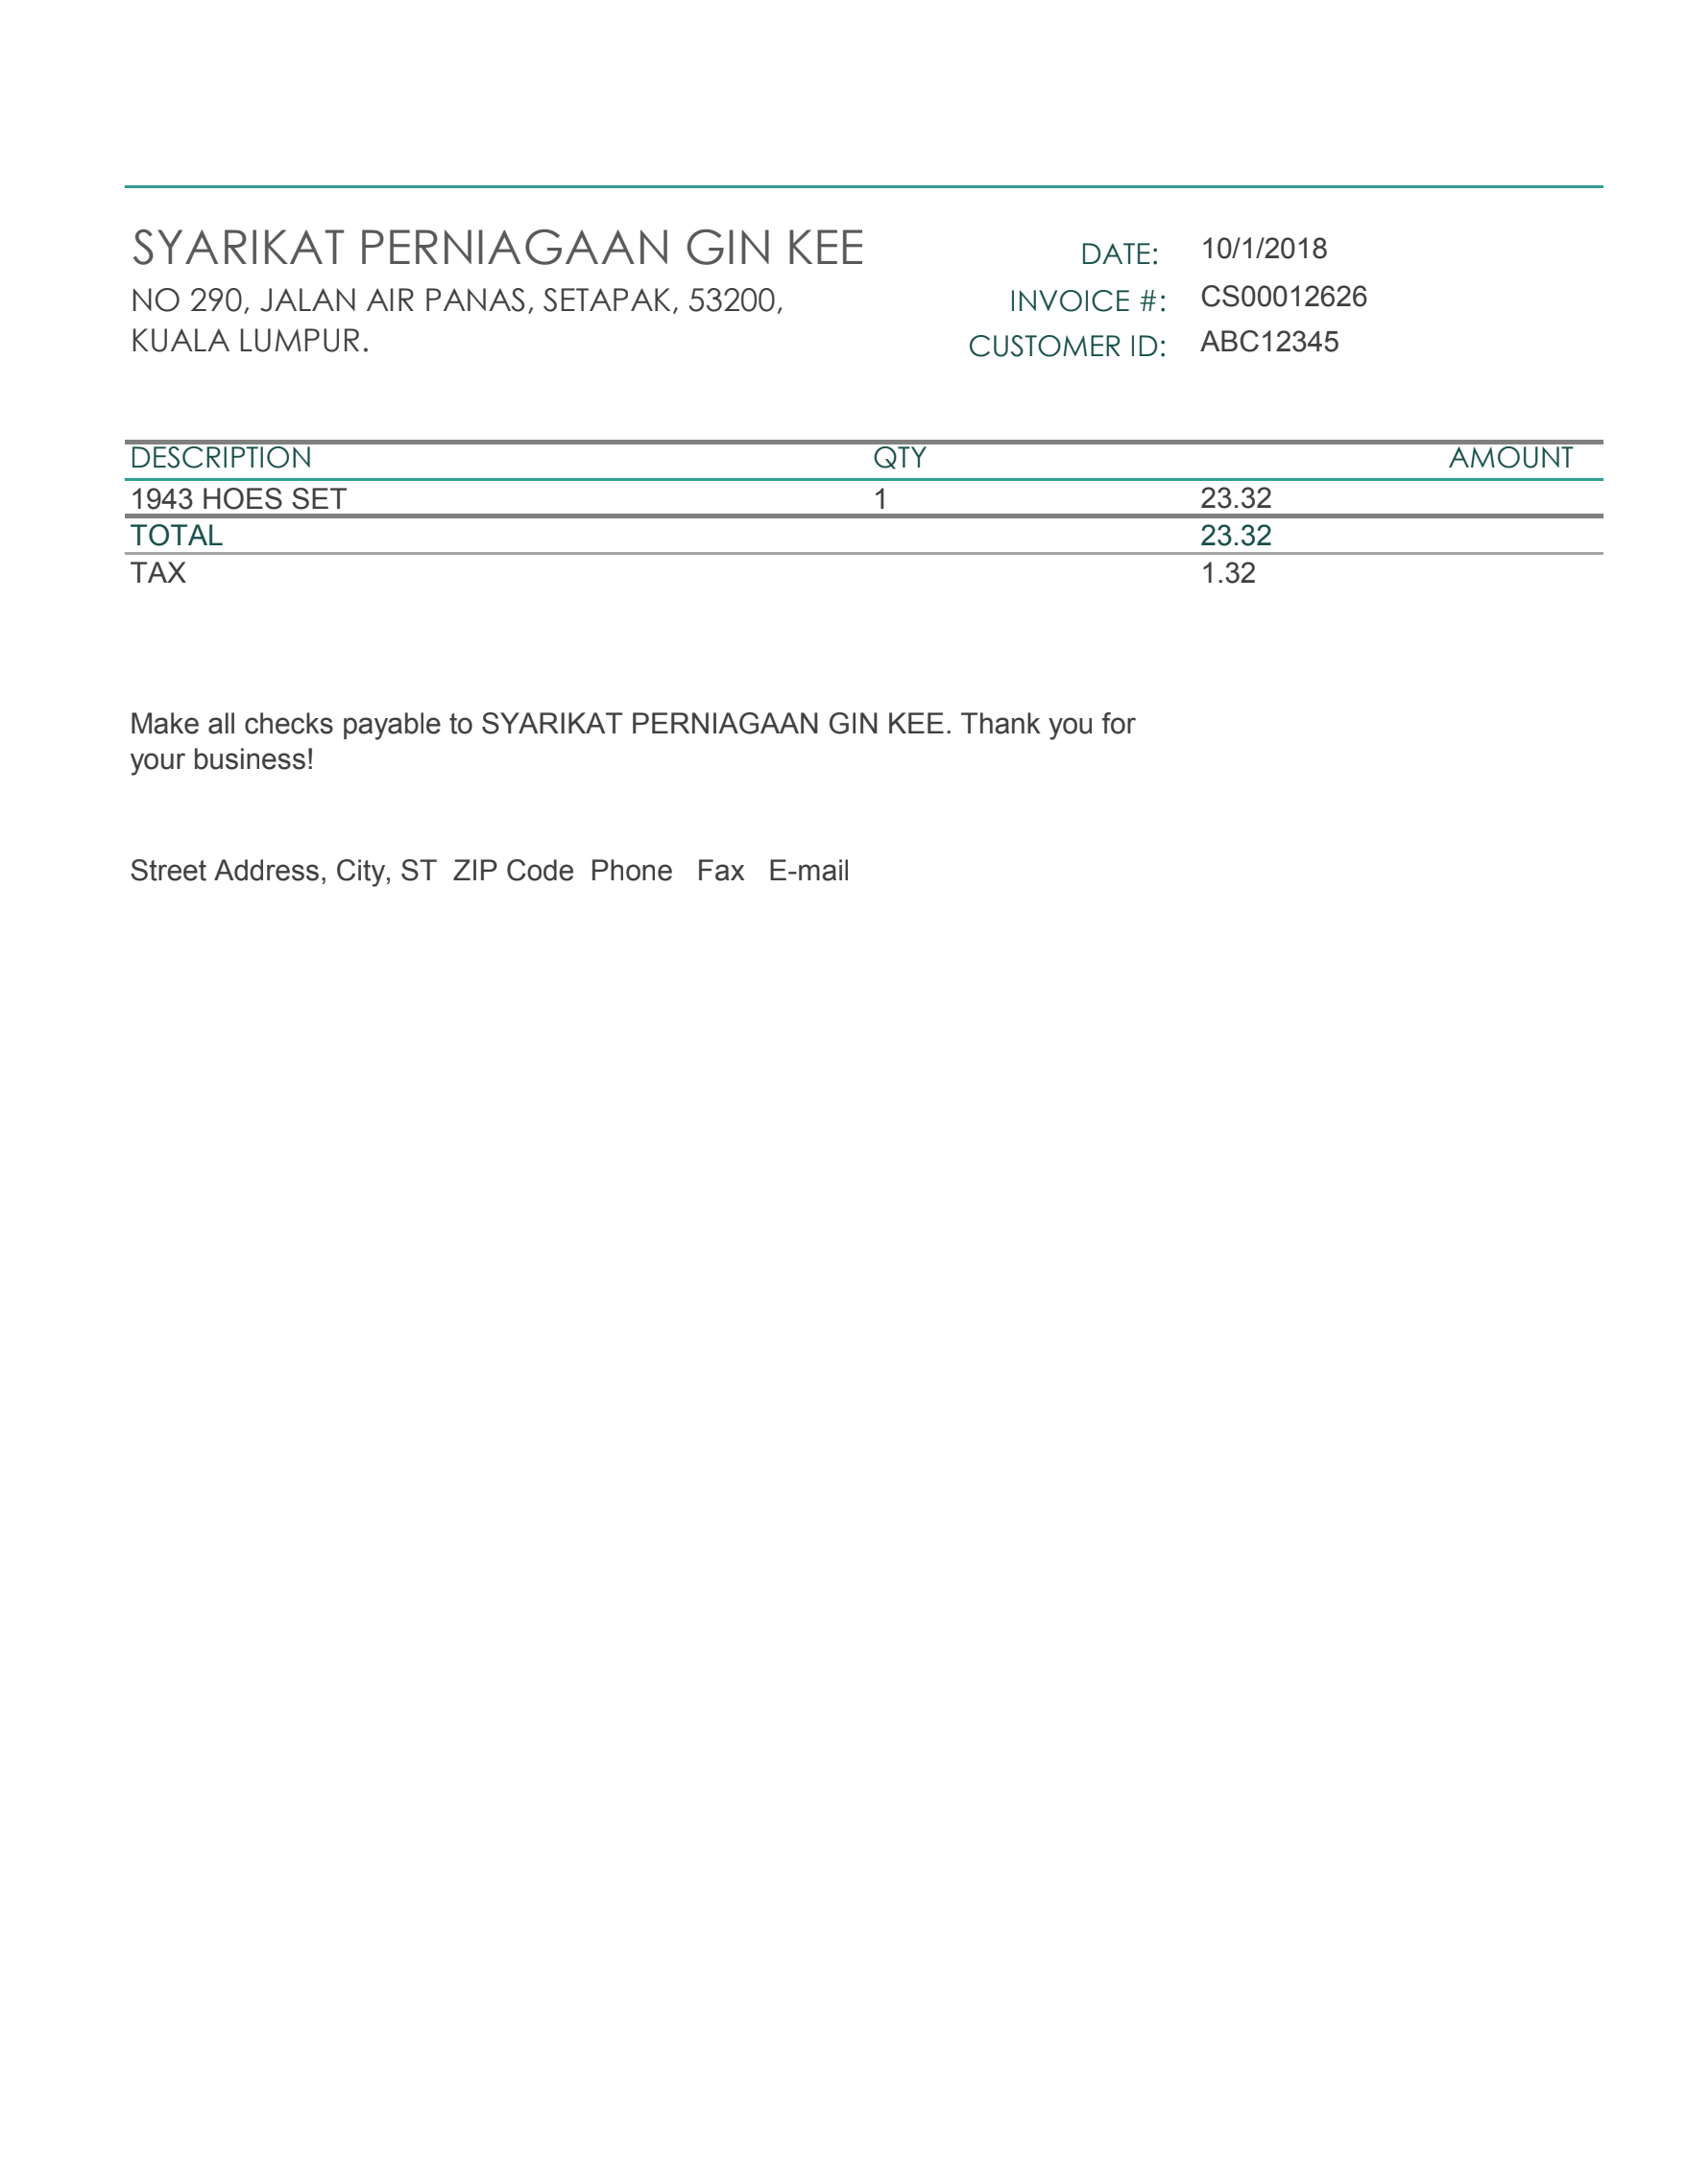 SYARIKAT PERNIAGAAN GIN KEE
NO 290, JALAN AIR PANAS, SETAPAK, 53200,
KUALA LUMPUR.
DATE: 10/1/2018
INVOICE #: CS00012626
CUSTOMER ID: ABC12345
DESCRIPTION QTY AMOUNT
1943 HOES SET 1 23.32
TOTAL 23.32
TAX 1.32
Make all checks payable to SYARIKAT PERNIAGAAN GIN KEE. Thank you for
your business!
Street Address, City, ST ZIP Code Phone Fax E-mail